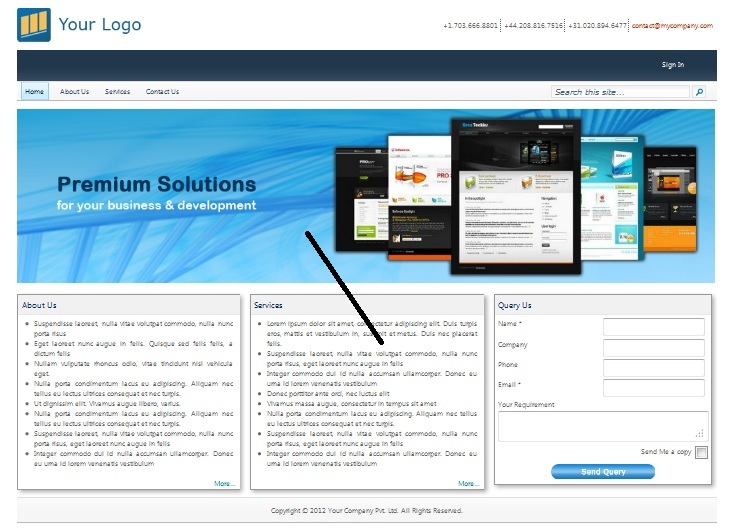 Your Logo
+1.703.666.8801 +44.208.816.7516 +31.020.894.6477 contact@mycompany.com
Sign In
Home About Us Services Contact Us Search this site...
Premium Solutions
for your business & development
About Us
Suspendisse laoreet, nulla vitae volutpat commodo, nulla nunc
porta risus
Eget laoreet nunc augue in felis. Quisque sed felis felis, a
dictum felis
Nullam vulputate rhoncus odio, vitae tincidunt nisl vehicula
eget.
Nulla porta condimentum lacus eu adipiscing. Aliquam nec
tellus eu lectus ultrices consequat et nec turpis.
Ut dignissim elit. Vivamus augue libero, varius.
Nulla porta condimentum lacus eu adipiscing. Aliquam nec
tellus eu lectus ultrices consequat et nec turpis.
Suspendisse laoreet, nulla vitae volutpat commodo, nulla nunc
porta risus, eget laoreet nunc augue in felis
Integer commodo dui id nulla accumsan ullamcorper. Donec
eu urna id lorem venenatis vestibulum
More...
Services
Lorem ipsum dolor sit amet, adipiscing elit. Duis turpis
eros, mattis et vestibulum in, et metus. Duis nec placerat
felis.
Suspendisse laoreet, nulla vitae volutpat commodo, nulla nunc
porta risus, eget laoreet nunc augue in felis
Integer commodo dui id nulla accumsan ullamcorper. Donec eu
urna id lorem venenatis vestibulum
Donec porttitor ante orci, nec luctus elit
Vivamus massa augue, consectetur in tempus sit amet
Nulla porta condimentum lacus eu adipiscing. Aliquam nec tellus
eu lectus ultrices consequat et nec turpis.
Suspendisse laoreet, nulla vitae volutpat commodo, nulla nunc
porta risus, eget laoreet nunc augue in felis
Integer commodo dui id nulla accumsan ullamcorper. Donec
eu urna id lorem venenatis vestibulum
More...
Query Us
Name *
Company
Phone
Email *
Your Requirement
Send Me a copy
Send Query
Copyright © 2012 Your Company Pvt. Ltd. All Rights Reserved.